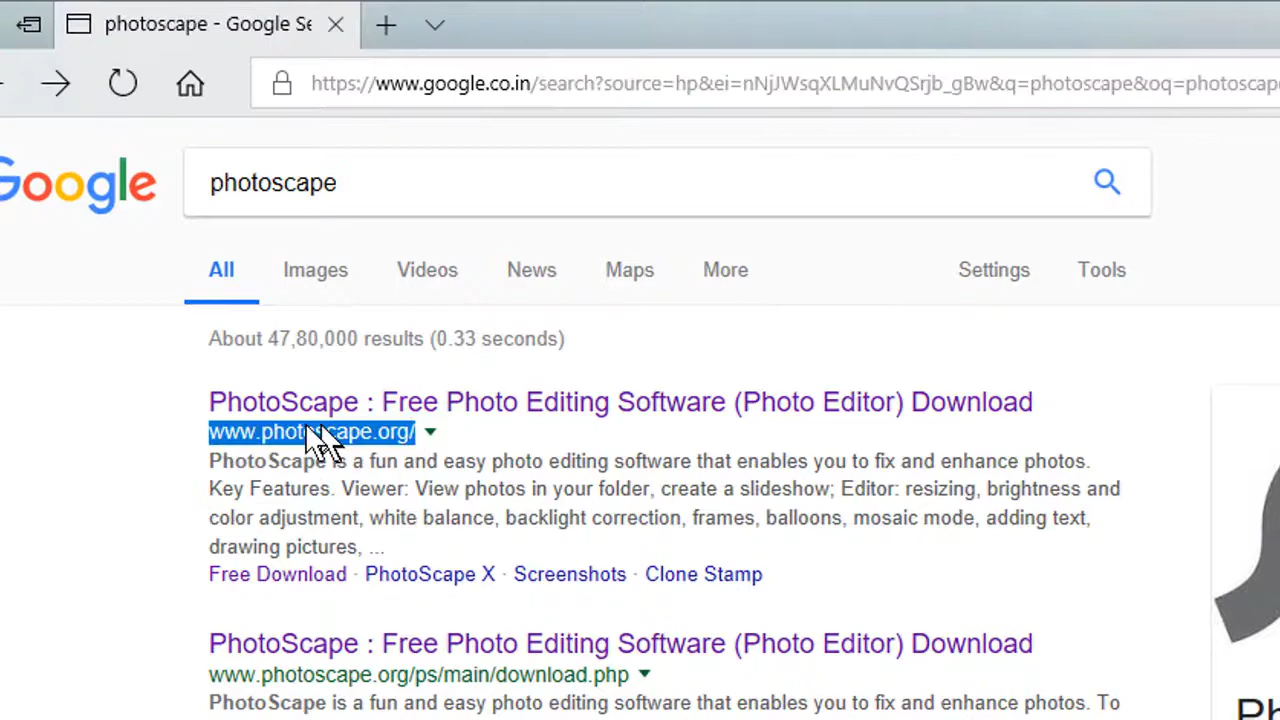 photoscape - Google Se
https://www.google.co.in/search?source=hp&ei=nNjJWsqXLMuNvQSrjb_gBw&q=photoscape&oq=photoscape
Google
photoscape
All Images Videos News Maps More Settings Tools
About 47,80,000 results (0.33 seconds)
PhotoScape : Free Photo Editing Software (Photo Editor) Download
www.photoscape.org/
PhotoScape is a fun and easy photo editing software that enables you to fix and enhance photos.
Key Features. Viewer: View photos in your folder, create a slideshow; Editor: resizing, brightness and
color adjustment, white balance, backlight correction, frames, balloons, mosaic mode, adding text,
drawing pictures, ...
Free Download · PhotoScape X · Screenshots · Clone Stamp
PhotoScape : Free Photo Editing Software (Photo Editor) Download
www.photoscape.org/ps/main/download.php
PhotoScape is a fun and easy photo editing software that enables you to fix and enhance photos. To
Ph